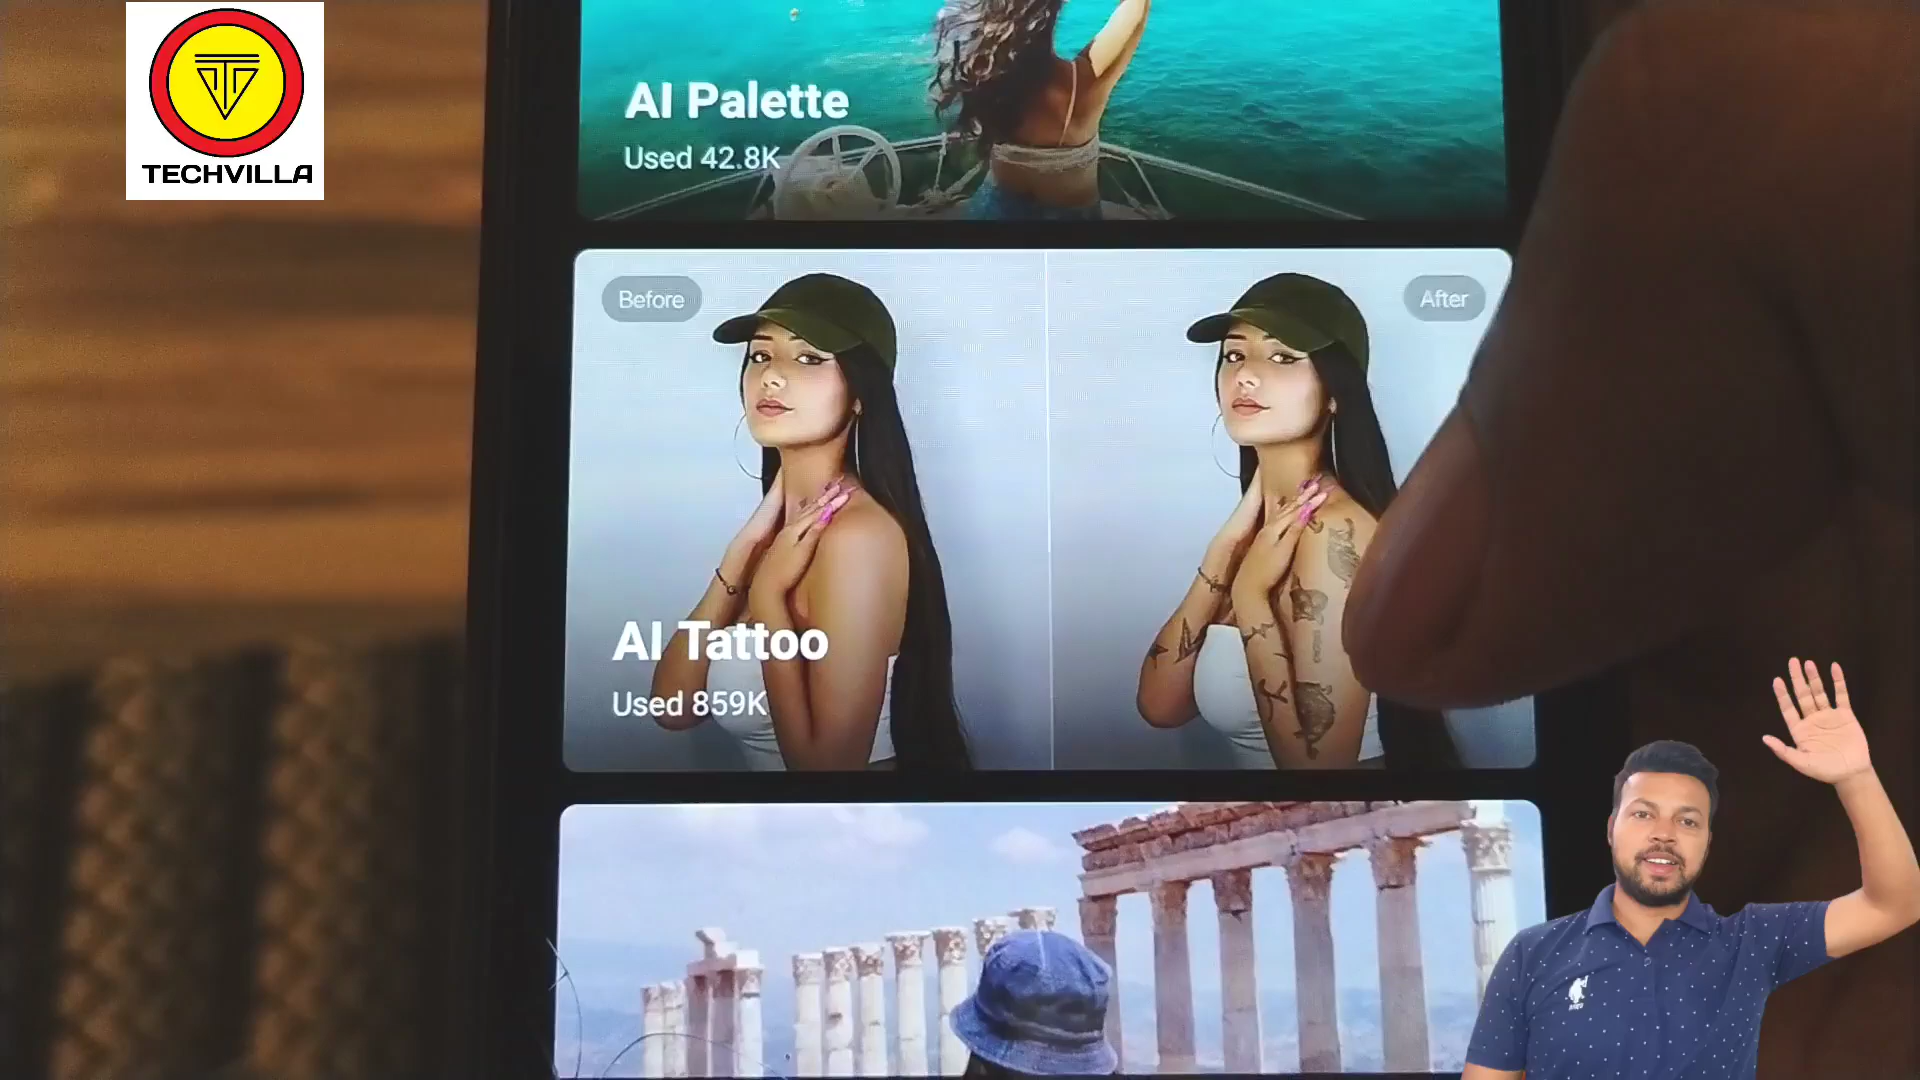 TECHVILLA
AI Palette
Used 42.8K
Before
After
AI Tattoo
Used 859K